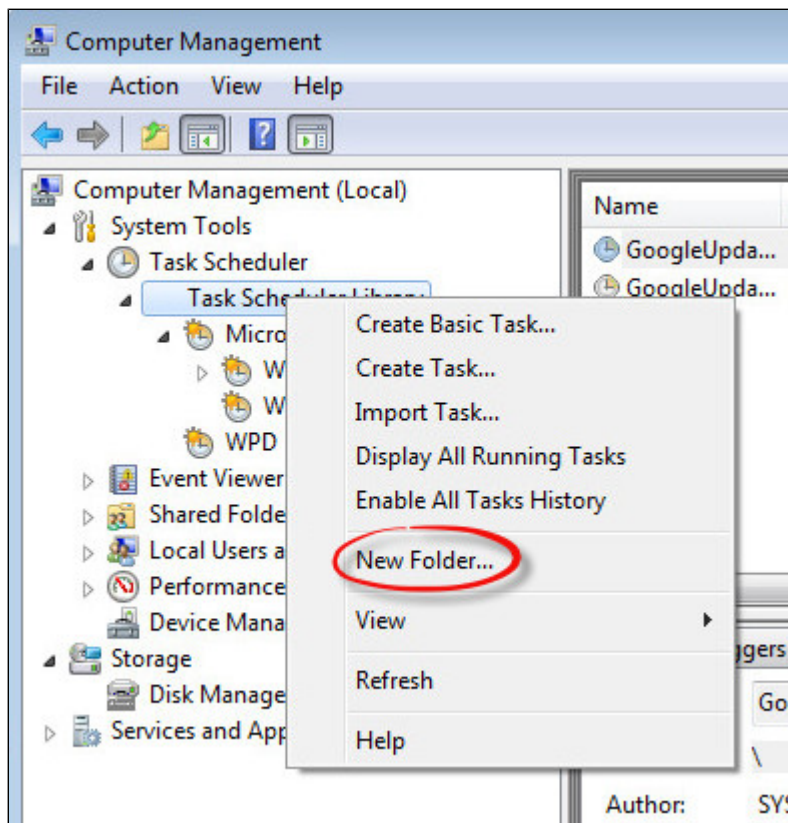 Computer Management
File Action View Help
Computer Management (Local)
System Tools
Task Scheduler
Task Scheduler Library
Micro
W
W
WPD
Event Viewer
Shared Folde
Local Users a
Performance
Device Mana
Storage
Disk Manage
Services and App
Name
GoogleUpda...
GoogleUpda...
Create Basic Task...
Create Task...
Import Task...
Display All Running Tasks
Enable All Tasks History
New Folder...
View
Refresh
Help
ggers
Go
\
Author: SYS